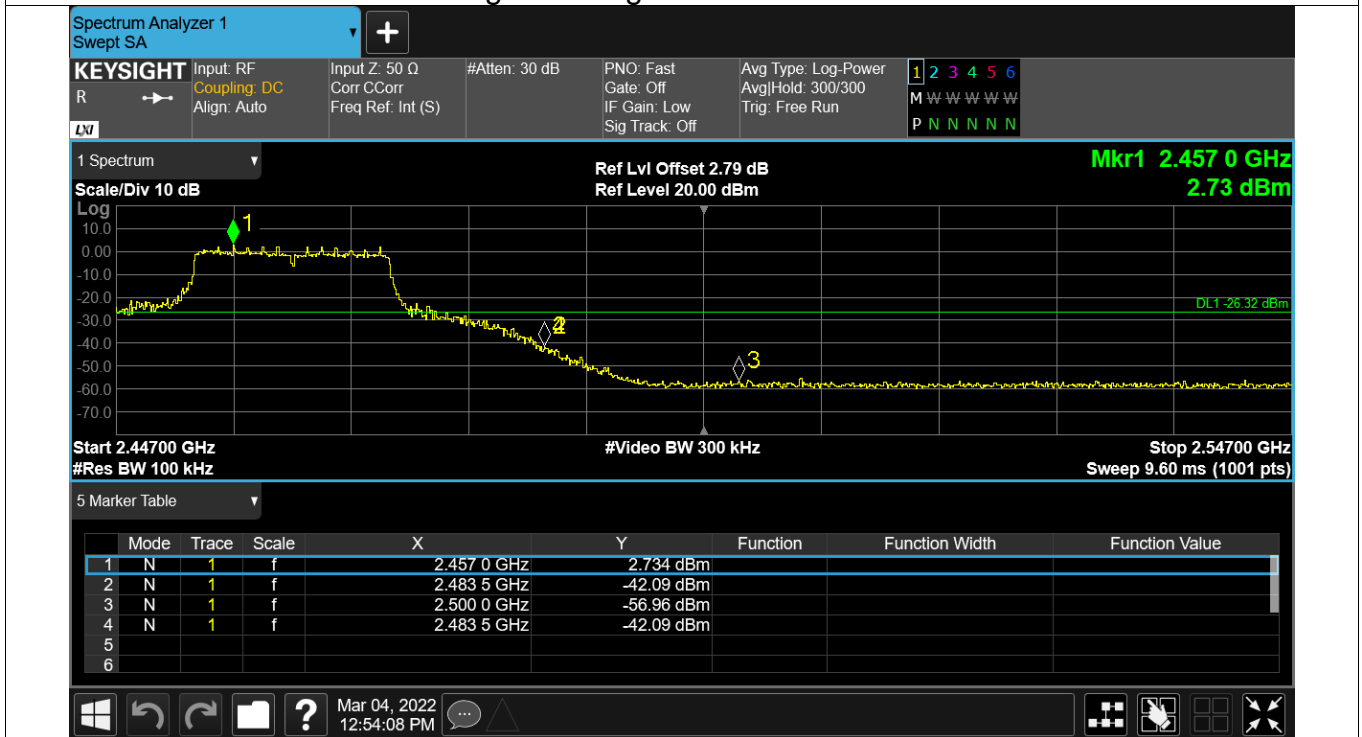 Spectrum Analyzer 1
Swept SA
+
KEYSIGHT
R
LXI
Input: RF
Coupling: DC
Align: Auto
Input Z: 50 Ω
Corr CCorr
Freq Ref: Int (S)
#Atten: 30 dB
PNO: Fast
Gate: Off
IF Gain: Low
Sig Track: Off
Avg Type: Log-Power
Avg|Hold: 300/300
Trig: Free Run
1 2 3 4 5 6
M W W W W W
P N N N N N
1 Spectrum
Scale/Div 10 dB
Ref Lvl Offset 2.79 dB
Ref Level 20.00 dBm
Mkr1 2.457 0 GHz
2.73 dBm
Log
10.0
0.00
-10.0
-20.0
-30.0
-40.0
-50.0
-60.0
-70.0
1
3
DL1 -26.32 dBm
Start 2.44700 GHz
#Res BW 100 kHz
#Video BW 300 kHz
Stop 2.54700 GHz
Sweep 9.60 ms (1001 pts)
5 Marker Table
Mode Trace Scale X Y Function Function Width Function Value
1 N 1 f 2.457 0 GHz 2.734 dBm
2 N 1 f 2.483 5 GHz -42.09 dBm
3 N 1 f 2.500 0 GHz -56.96 dBm
4 N 1 f 2.483 5 GHz -42.09 dBm
5
6
?
Mar 04, 2022
12:54:08 PM